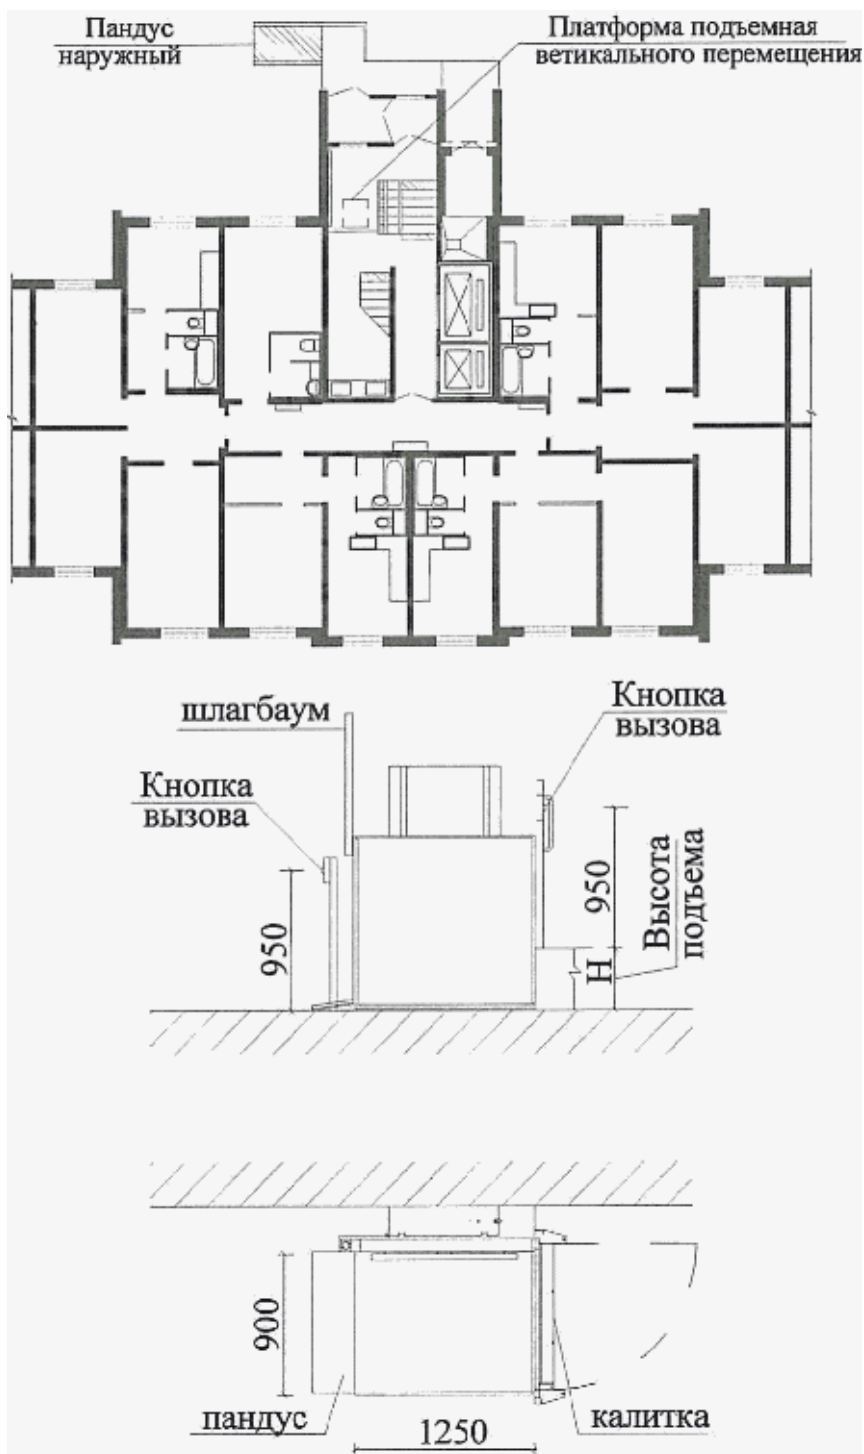 Пандус
наружный
Платформа подъемная
ветикального перемещения
шлагбаум
Кнопка
вызова
Кнопка
вызова
950
950
Н
Высота
подъема
900
пандус
1250
калитка